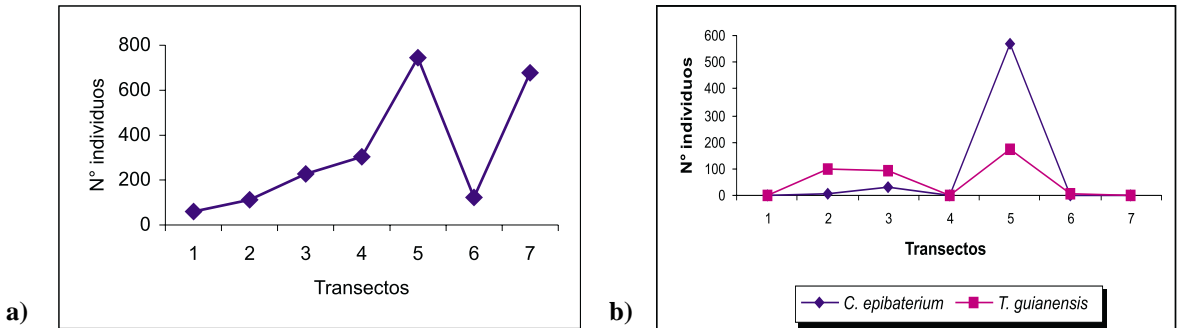 800
600
400
200
0
N° individuos
1 2 3 4 5 6 7
Transectos
a)
600
500
400
300
200
100
0
N° individuos
1 2 3 4 5 6 7
Transectos
C. epibaterium T. guianensis
b)